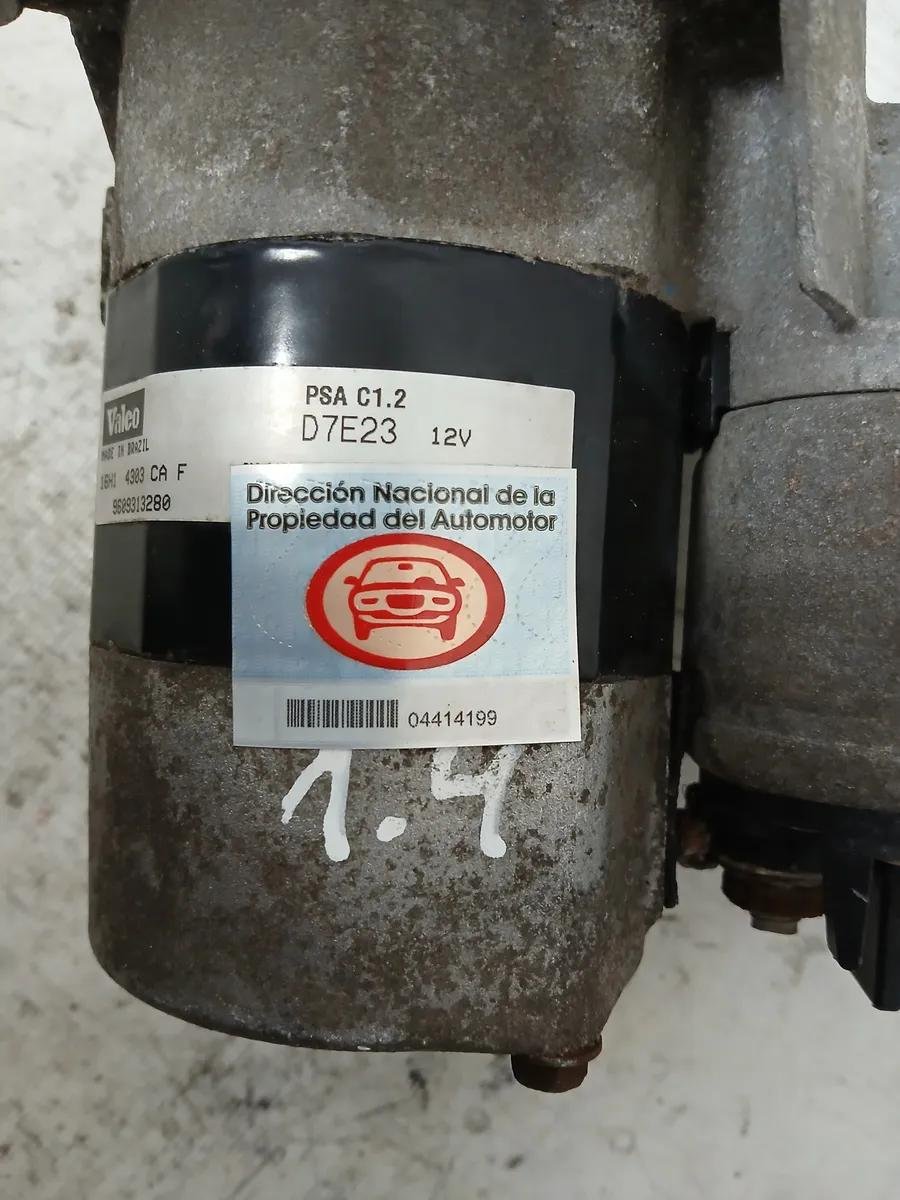 PSA C1.2
Valeo
D7E23 12V
MADE IN BRAZIL
4303 CA F
9609313280
Dirección Nacional de la
Propiedad del Automotor
04414199
1.4